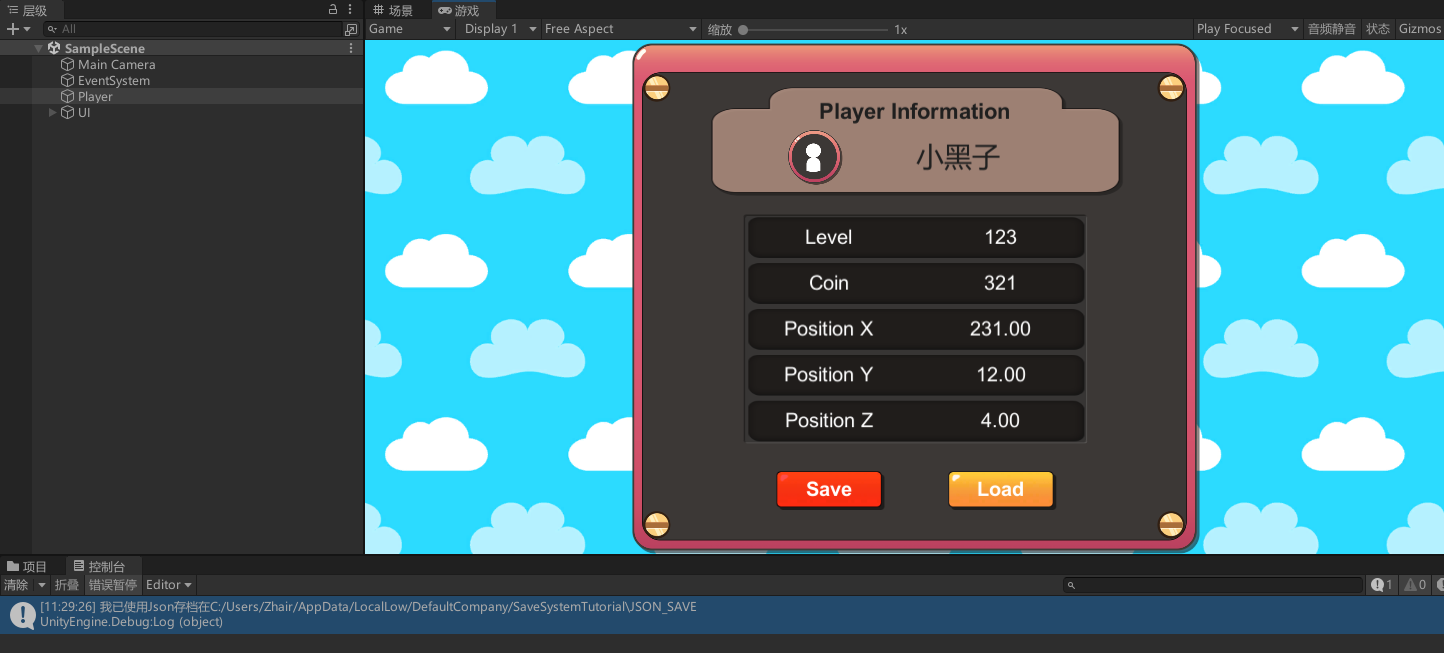 层级
All
SampleScene
Main Camera
EventSystem
Player
UI
场景 游戏
Game Display 1 Free Aspect 缩放 1x Play Focused 音频静音 状态 Gizmos
Player Information
小黑子
Level 123
Coin 321
Position X 231.00
Position Y 12.00
Position Z 4.00
Save Load
项目 控制台
清除 折叠 错误暂停 Editor 1 0
[11:29:26] 我已使用Json存档在C:/Users/Zhair/AppData/LocalLow/DefaultCompany/SaveSystemTutorial\JSON_SAVE
UnityEngine.Debug:Log (object)